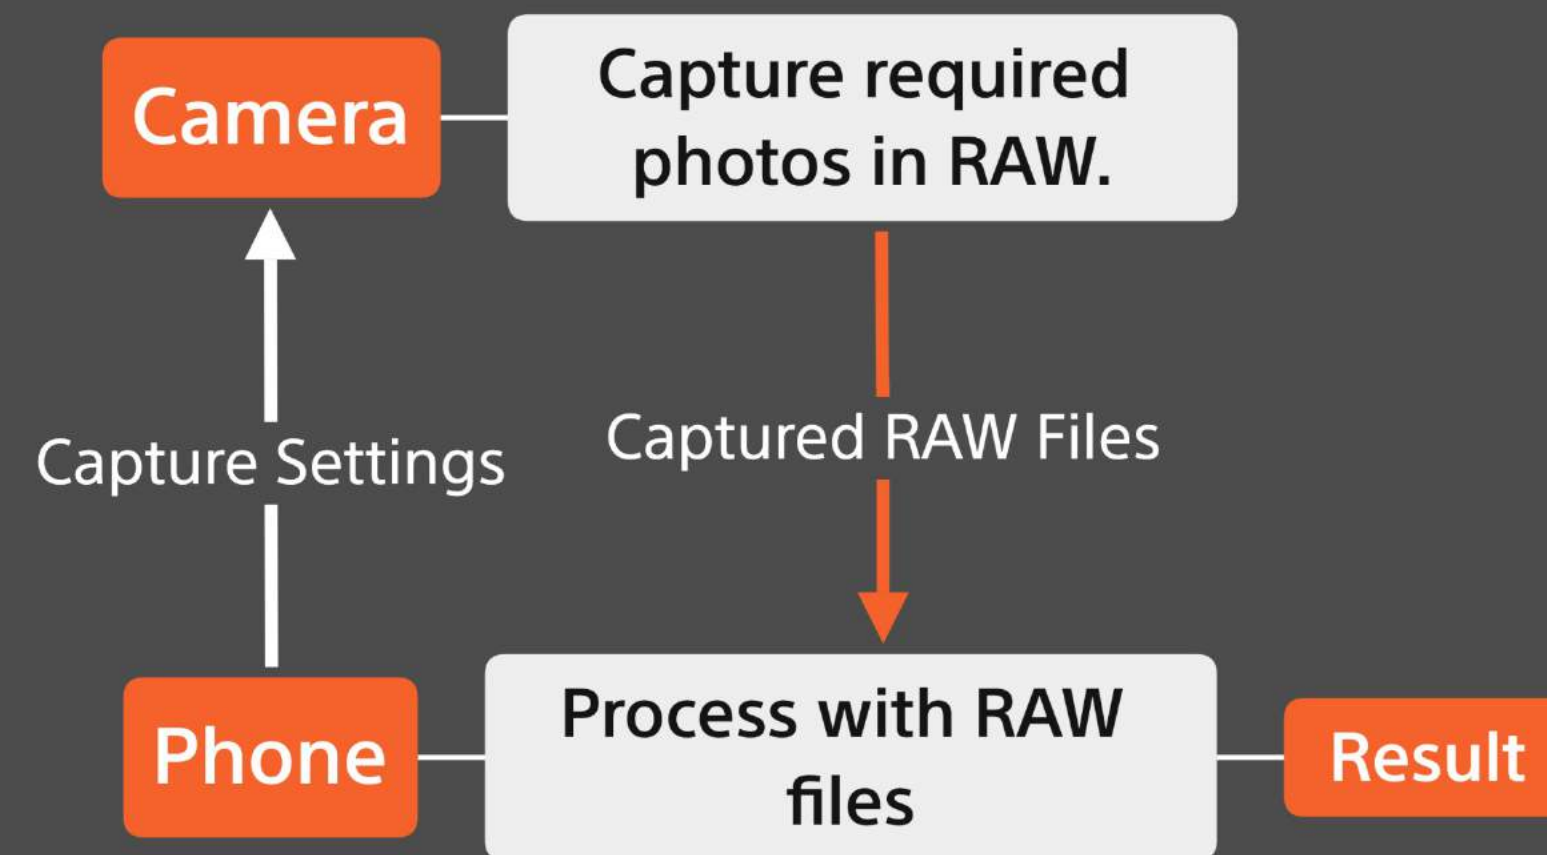 Camera
Capture required
photos in RAW.
Capture Settings
Captured RAW Files
Phone
Process with RAW
files
Result